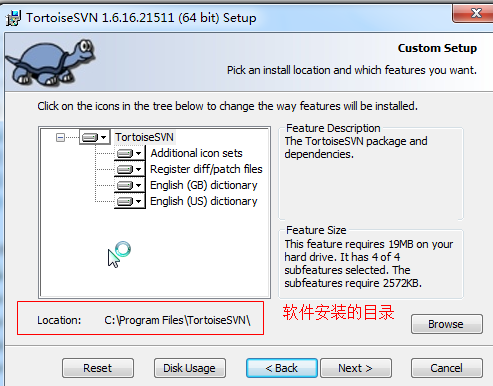 TortoiseSVN 1.6.16.21511 (64 bit) Setup
Custom Setup
Pick an install location and which features you want.
Click on the icons in the tree below to change the way features will be installed.
TortoiseSVN
Additional icon sets
Register diff/patch files
English (GB) dictionary
English (US) dictionary
Feature Description
The TortoiseSVN package and
dependencies.
Feature Size
This feature requires 19MB on your
hard drive. It has 4 of 4
subfeatures selected. The
subfeatures require 2572KB.
Location: C:\Program Files\TortoiseSVN\
软件安装的目录
Browse
Reset
Disk Usage
< Back
Next >
Cancel